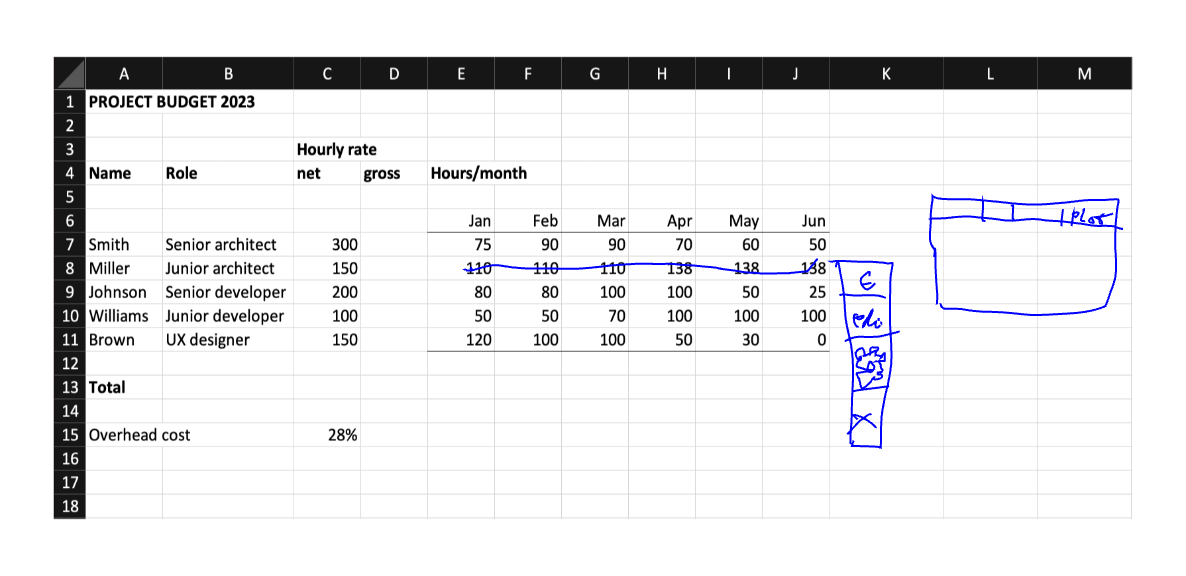 A B C D E F G H I J K L M
1 PROJECT BUDGET 2023
2
3 Hourly rate
4 Name Role net gross Hours/month
5
6 Jan Feb Mar Apr May Jun
7 Smith Senior architect 300 75 90 90 70 60 50
8 Miller Junior architect 150 110 110 110 138 138 138
9 Johnson Senior developer 200 80 80 100 100 50 25
10 Williams Junior developer 100 50 50 70 100 100 100
11 Brown UX designer 150 120 100 100 50 30 0
12
13 Total
14
15 Overhead cost 28%
16
17
18